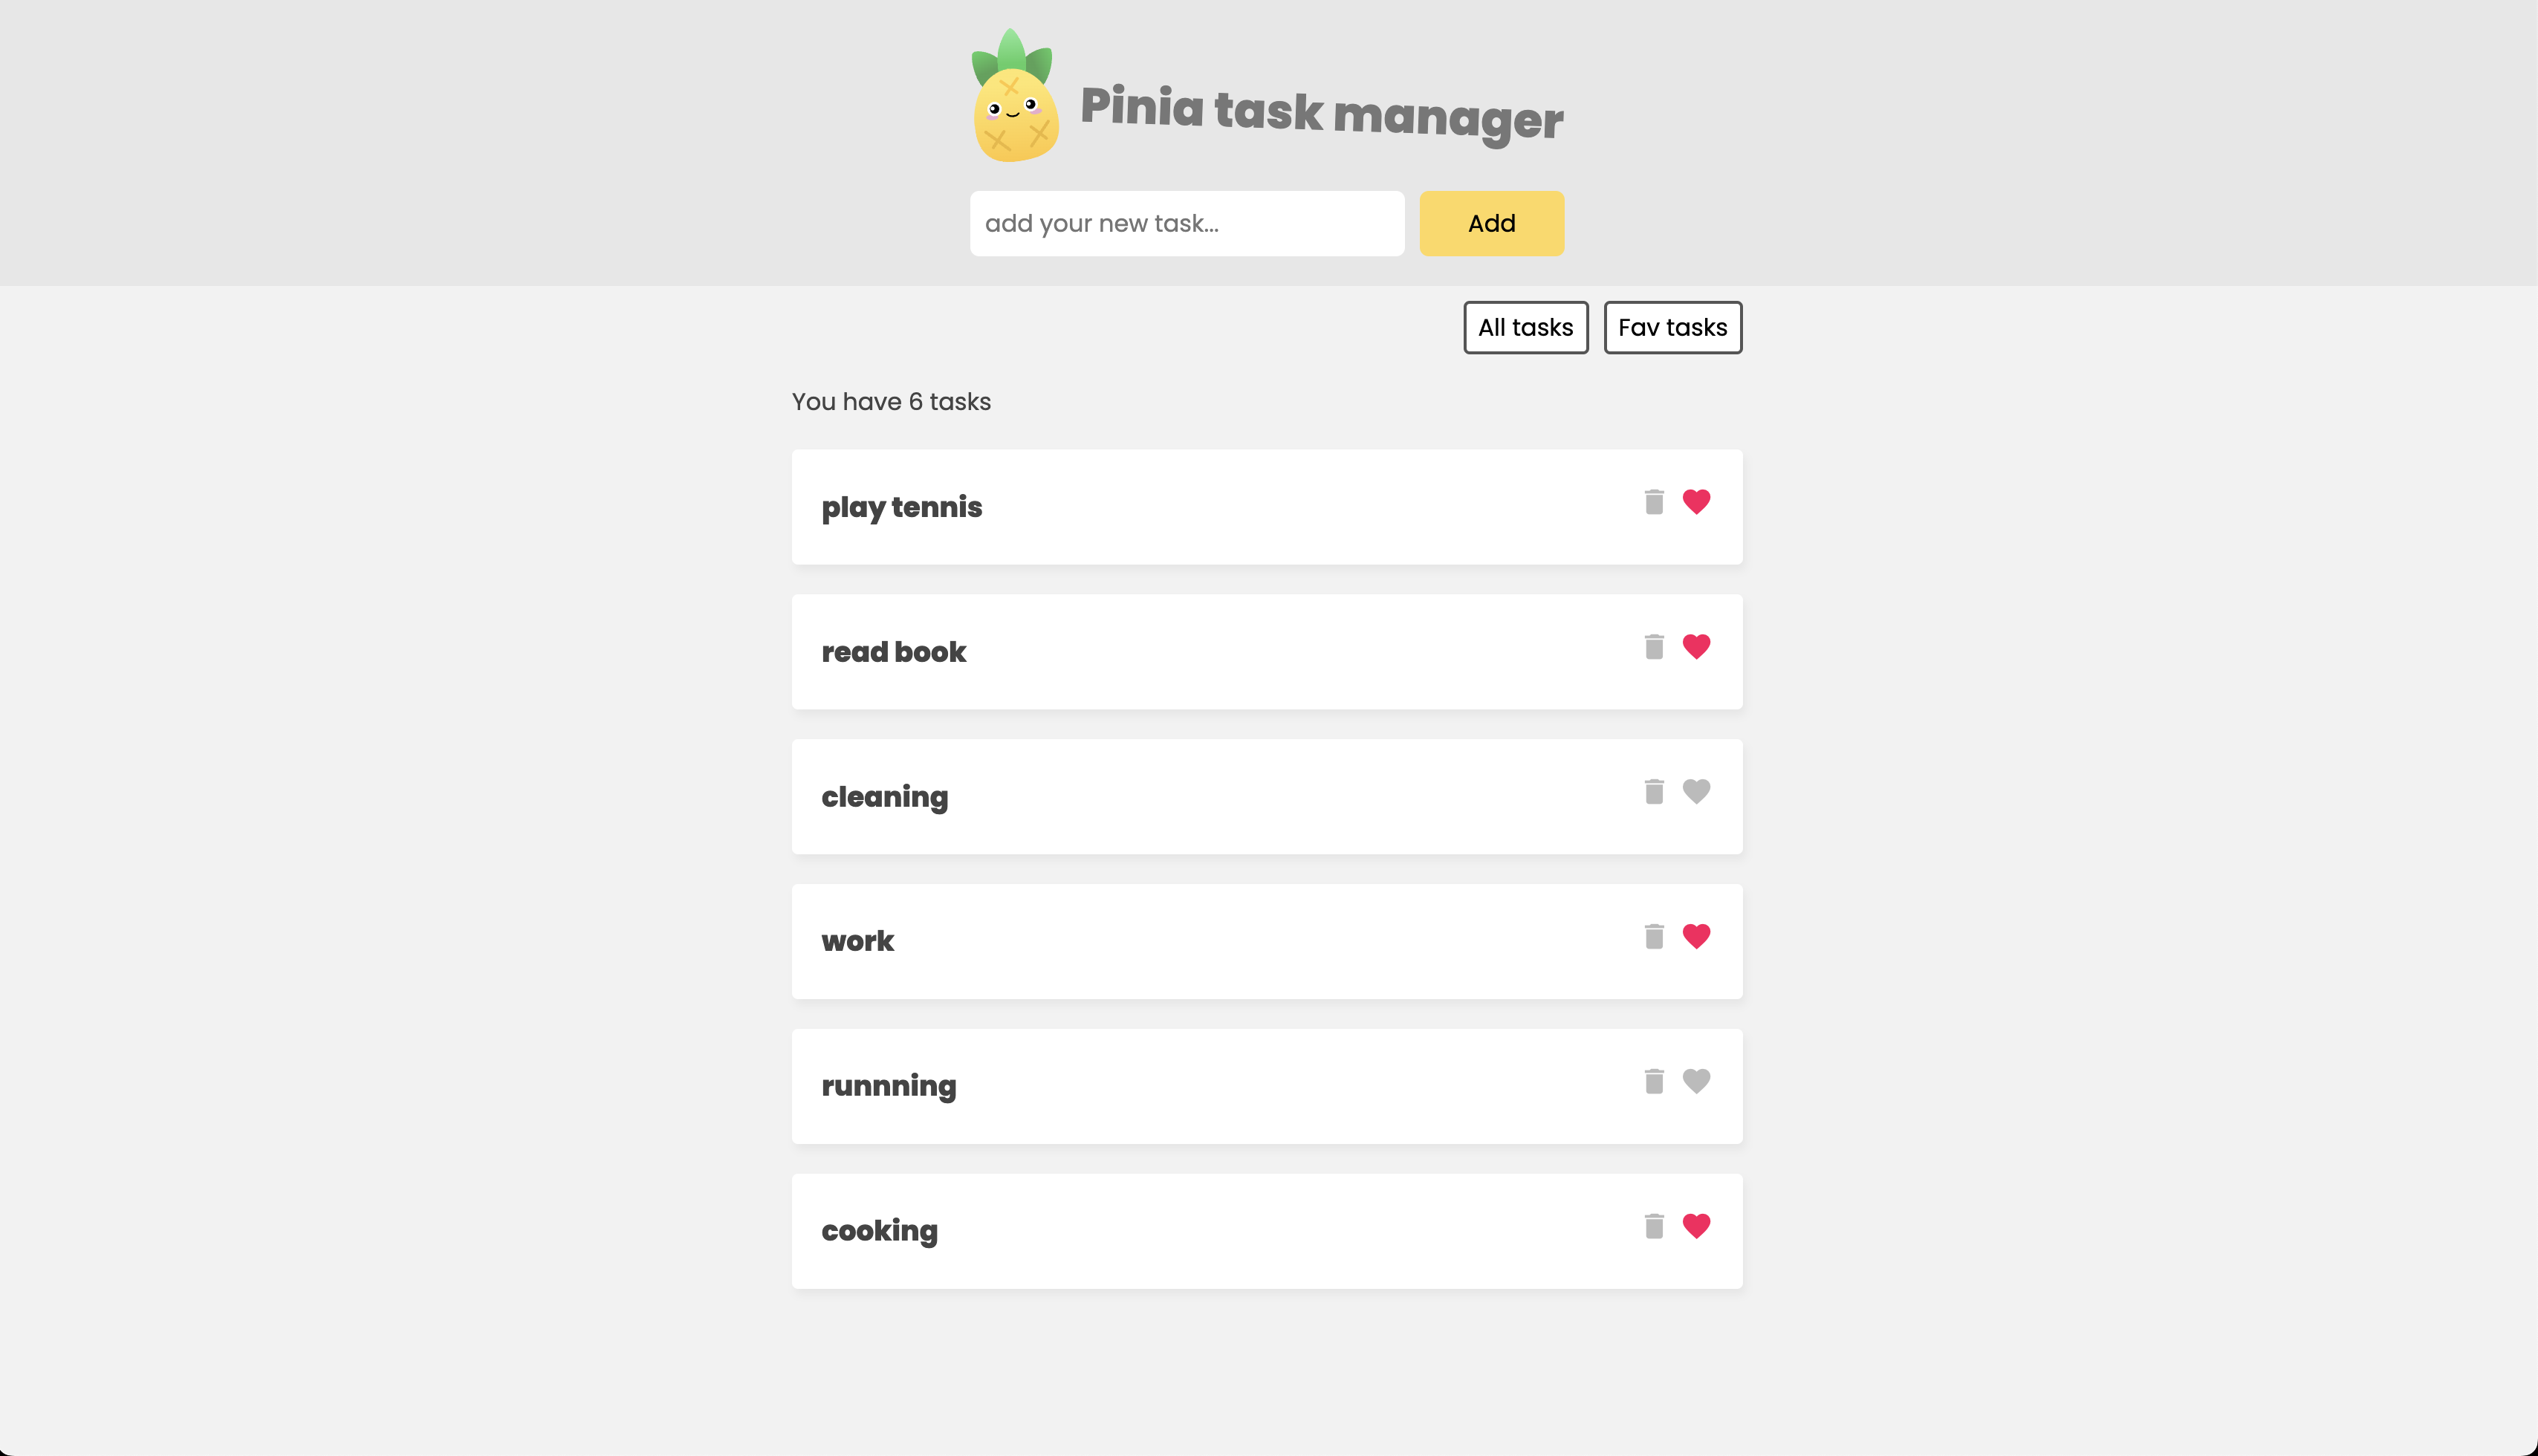 Pinia task manager
add your new task...
Add
All tasks
Fav tasks
You have 6 tasks
play tennis
read book
cleaning
work
runnning
cooking